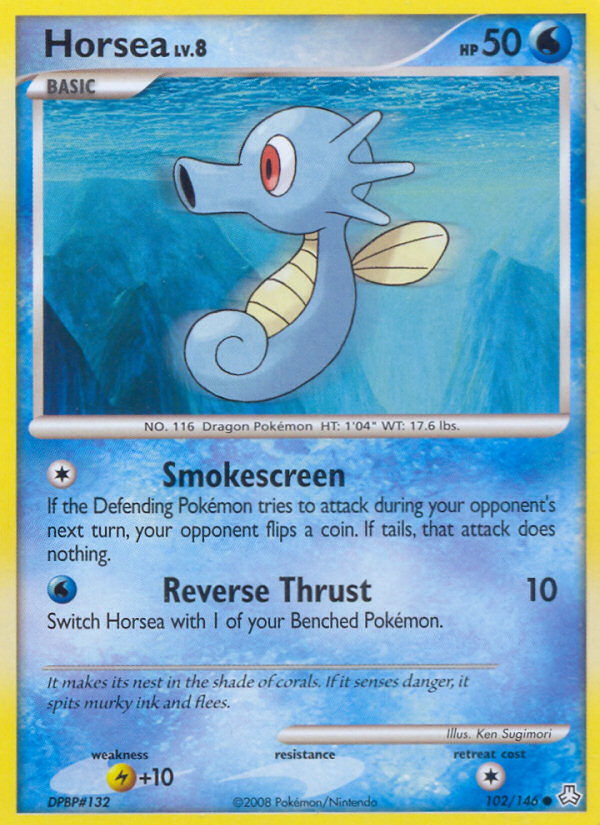 Horsea LV.8
HP 50
BASIC
NO. 116 Dragon Pokémon HT: 1'04" WT: 17.6 lbs.
Smokescreen
If the Defending Pokémon tries to attack during your opponent's
next turn, your opponent flips a coin. If tails, that attack does
nothing.
Reverse Thrust 10
Switch Horsea with 1 of your Benched Pokémon.
It makes its nest in the shade of corals. If it senses danger, it
spits murky ink and flees.
Illus. Ken Sugimori
weakness resistance retreat cost
+10
DPBP#132 ©2008 Pokémon/Nintendo 102/146